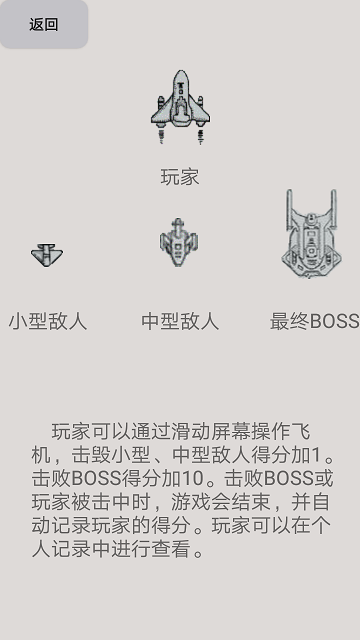 返回
玩家
小型敌人 中型敌人 最终BOSS
玩家可以通过滑动屏幕操作飞
机，击毁小型、中型敌人得分加1。
击败BOSS得分加10。击败BOSS或
玩家被击中时，游戏会结束，并自
动记录玩家的得分。玩家可以在个
人记录中进行查看。